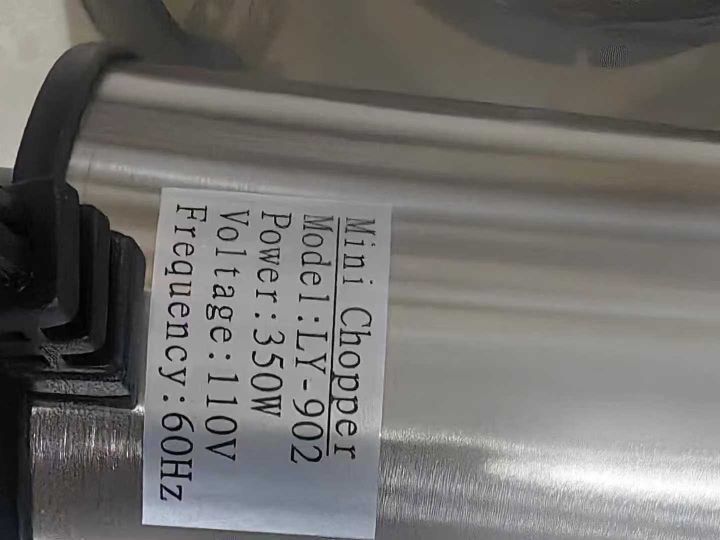 Mini Chopper
Model:LY-902
Power:350W
Voltage:110V
Frequency:60Hz